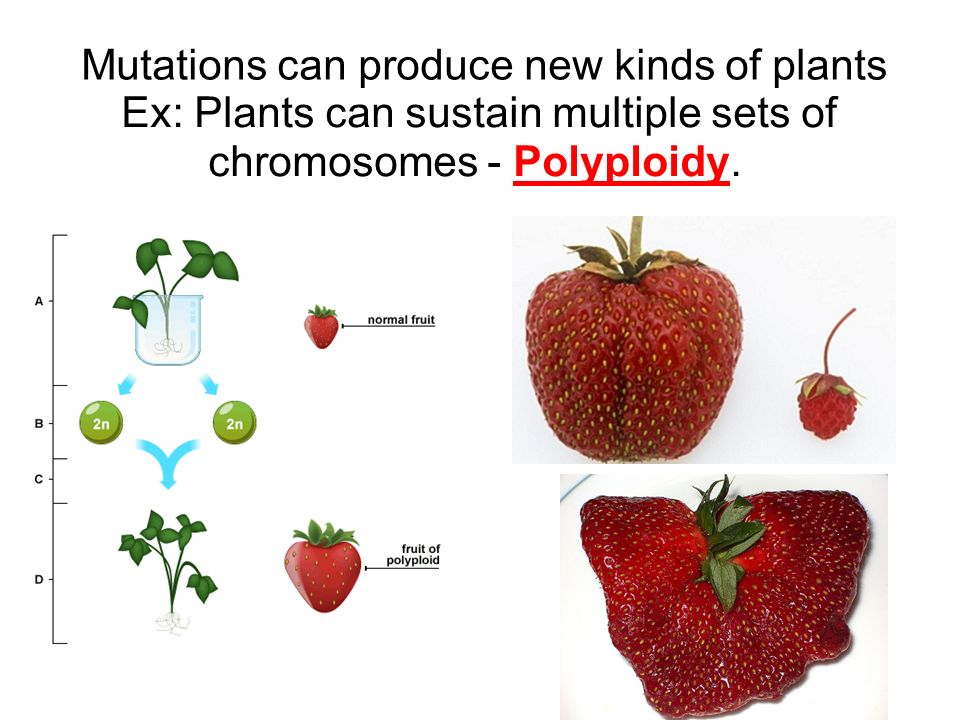 Mutations can produce new kinds of plants
Ex: Plants can sustain multiple sets of
chromosomes - Polyploidy.
A
normal fruit
B
2n
2n
C
D
fruit of
polyploid